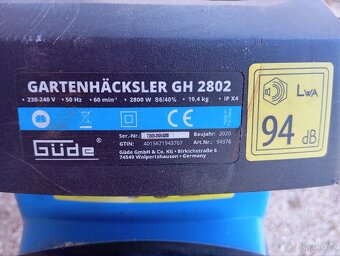 GARTENHÄCKSLER GH 2802
230-240 V • 50 Hz • 60 min⁻¹ • 2800 W S6/40% • 19,4 kg • IP X4
LWA
94 dB
Ser.-Nr.:
Baujahr: 2020
GTIN: 4015671943767
Art.Nr.: 94376
Güde
Güde GmbH & Co. KG • Birkichstraße 6
74549 Wolpertshausen • Germany